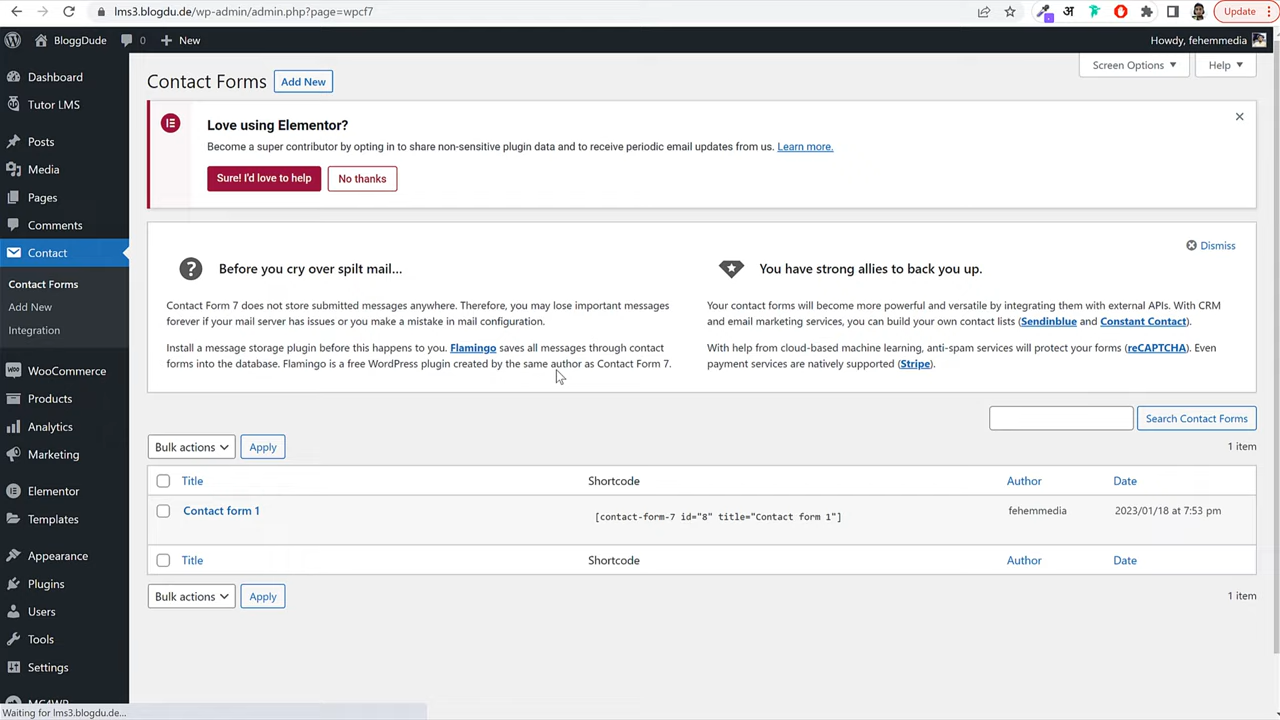 lms3.blogdu.de/wp-admin/admin.php?page=wpcf7
अ
Update
BloggDude
0
New
Howdy, fehemmedia
Dashboard
Tutor LMS
Posts
Media
Pages
Comments
Contact
Contact Forms
Add New
Integration
WooCommerce
Products
Analytics
Marketing
Elementor
Templates
Appearance
Plugins
Users
Tools
Settings
MC4WP
Waiting for lms3.blogdu.de...
Contact Forms
Add New
Screen Options
Help
Love using Elementor?
Become a super contributor by opting in to share non-sensitive plugin data and to receive periodic email updates from us. Learn more.
Sure! I'd love to help
No thanks
Dismiss
Before you cry over spilt mail...
Contact Form 7 does not store submitted messages anywhere. Therefore, you may lose important messages
forever if your mail server has issues or you make a mistake in mail configuration.
Install a message storage plugin before this happens to you. Flamingo saves all messages through contact
forms into the database. Flamingo is a free WordPress plugin created by the same author as Contact Form 7.
You have strong allies to back you up.
Your contact forms will become more powerful and versatile by integrating them with external APIs. With CRM
and email marketing services, you can build your own contact lists (Sendinblue and Constant Contact).
With help from cloud-based machine learning, anti-spam services will protect your forms (reCAPTCHA). Even
payment services are natively supported (Stripe).
Search Contact Forms
Bulk actions
Apply
1 item
Title
Shortcode
Author
Date
Contact form 1
[contact-form-7 id="8" title="Contact form 1"]
fehemmedia
2023/01/18 at 7:53 pm
Title
Shortcode
Author
Date
Bulk actions
Apply
1 item